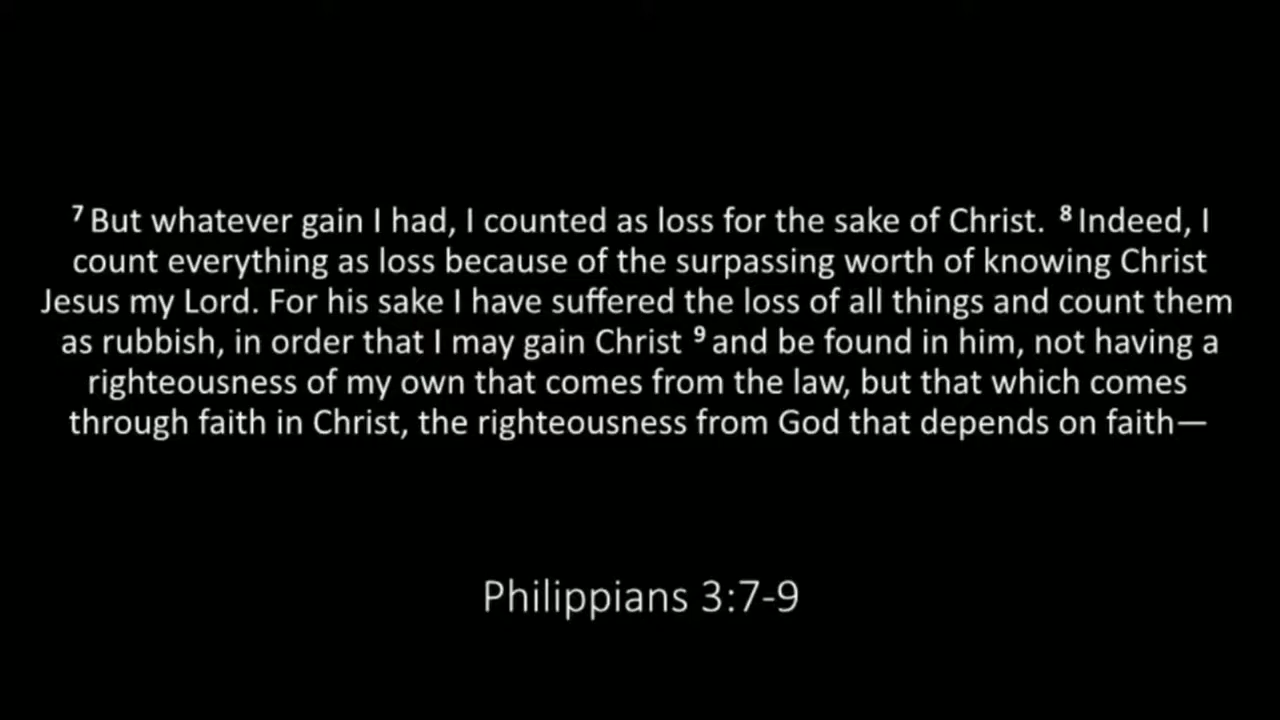 ⁷ But whatever gain I had, I counted as loss for the sake of Christ. ⁸ Indeed, I
count everything as loss because of the surpassing worth of knowing Christ
Jesus my Lord. For his sake I have suffered the loss of all things and count them
as rubbish, in order that I may gain Christ ⁹ and be found in him, not having a
righteousness of my own that comes from the law, but that which comes
through faith in Christ, the righteousness from God that depends on faith—
Philippians 3:7-9